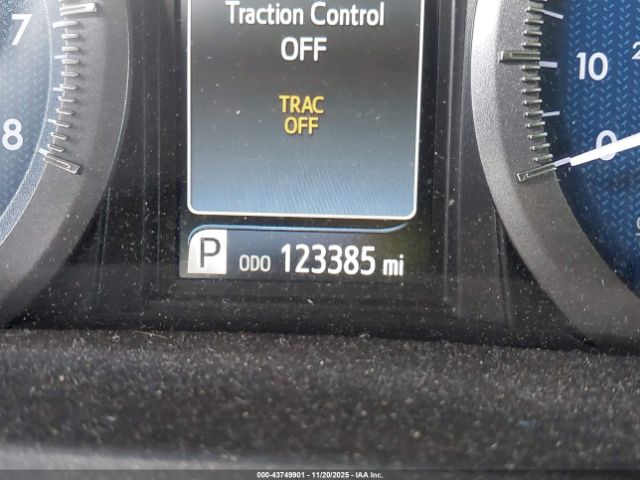 Traction Control
OFF
TRAC
OFF
7
8
10
0
2
P ODO 123385 mi
000-43749901 - 11/20/2025 - IAA Inc.